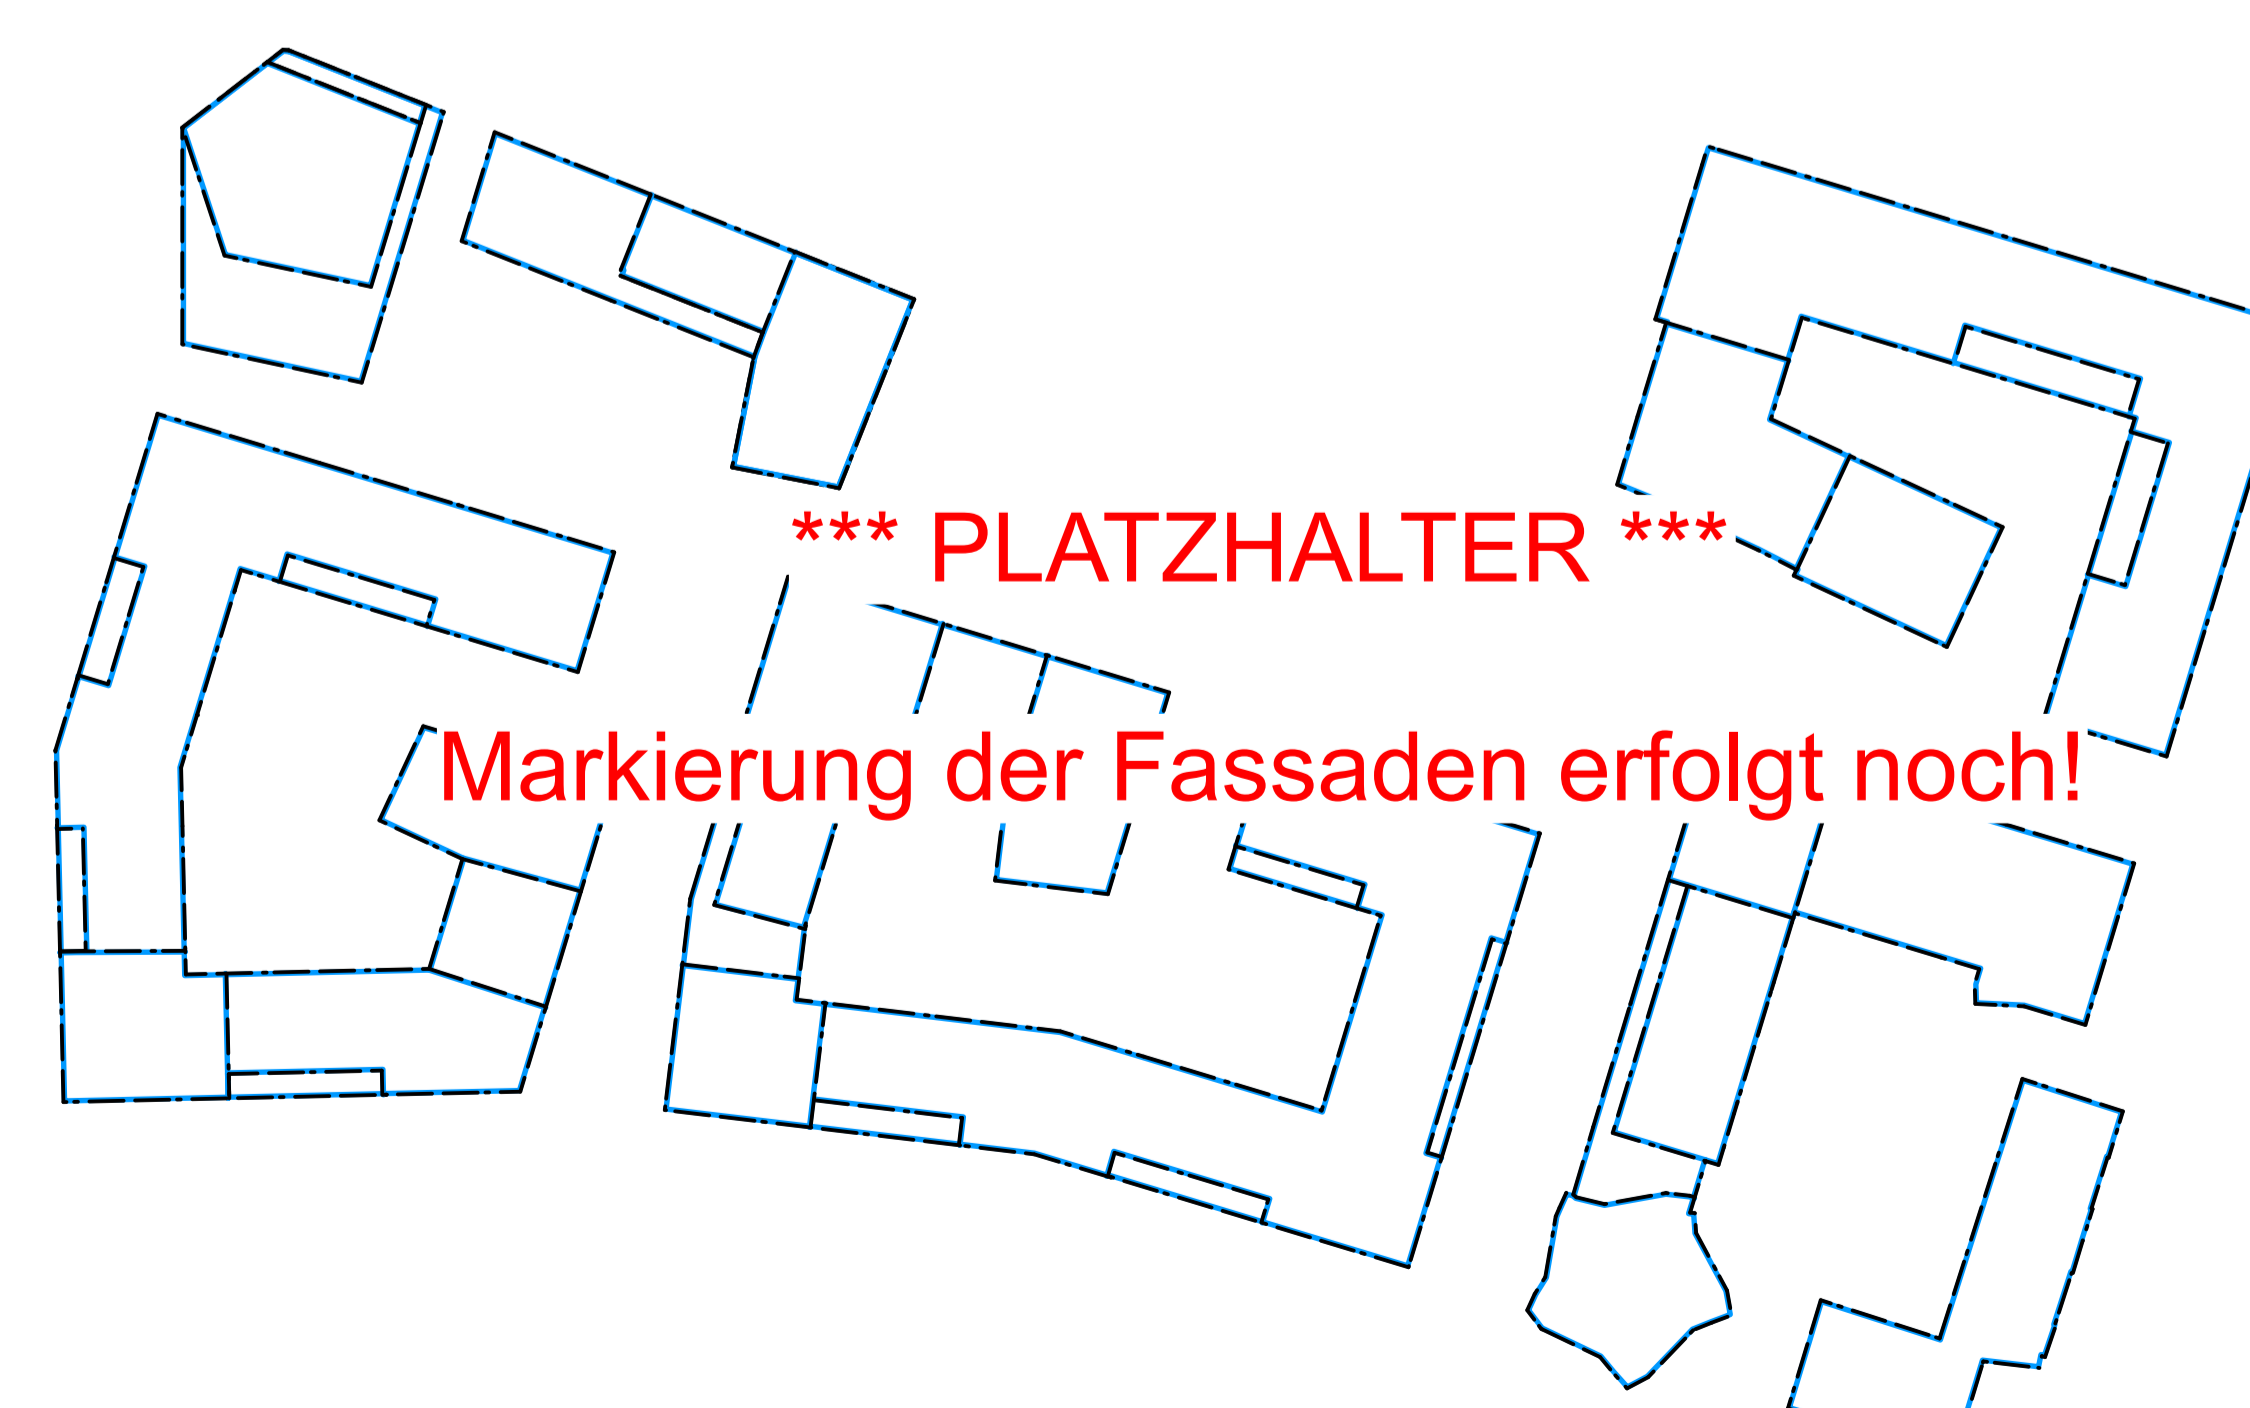 *** PLATZHALTER ***
Markierung der Fassaden erfolgt noch!